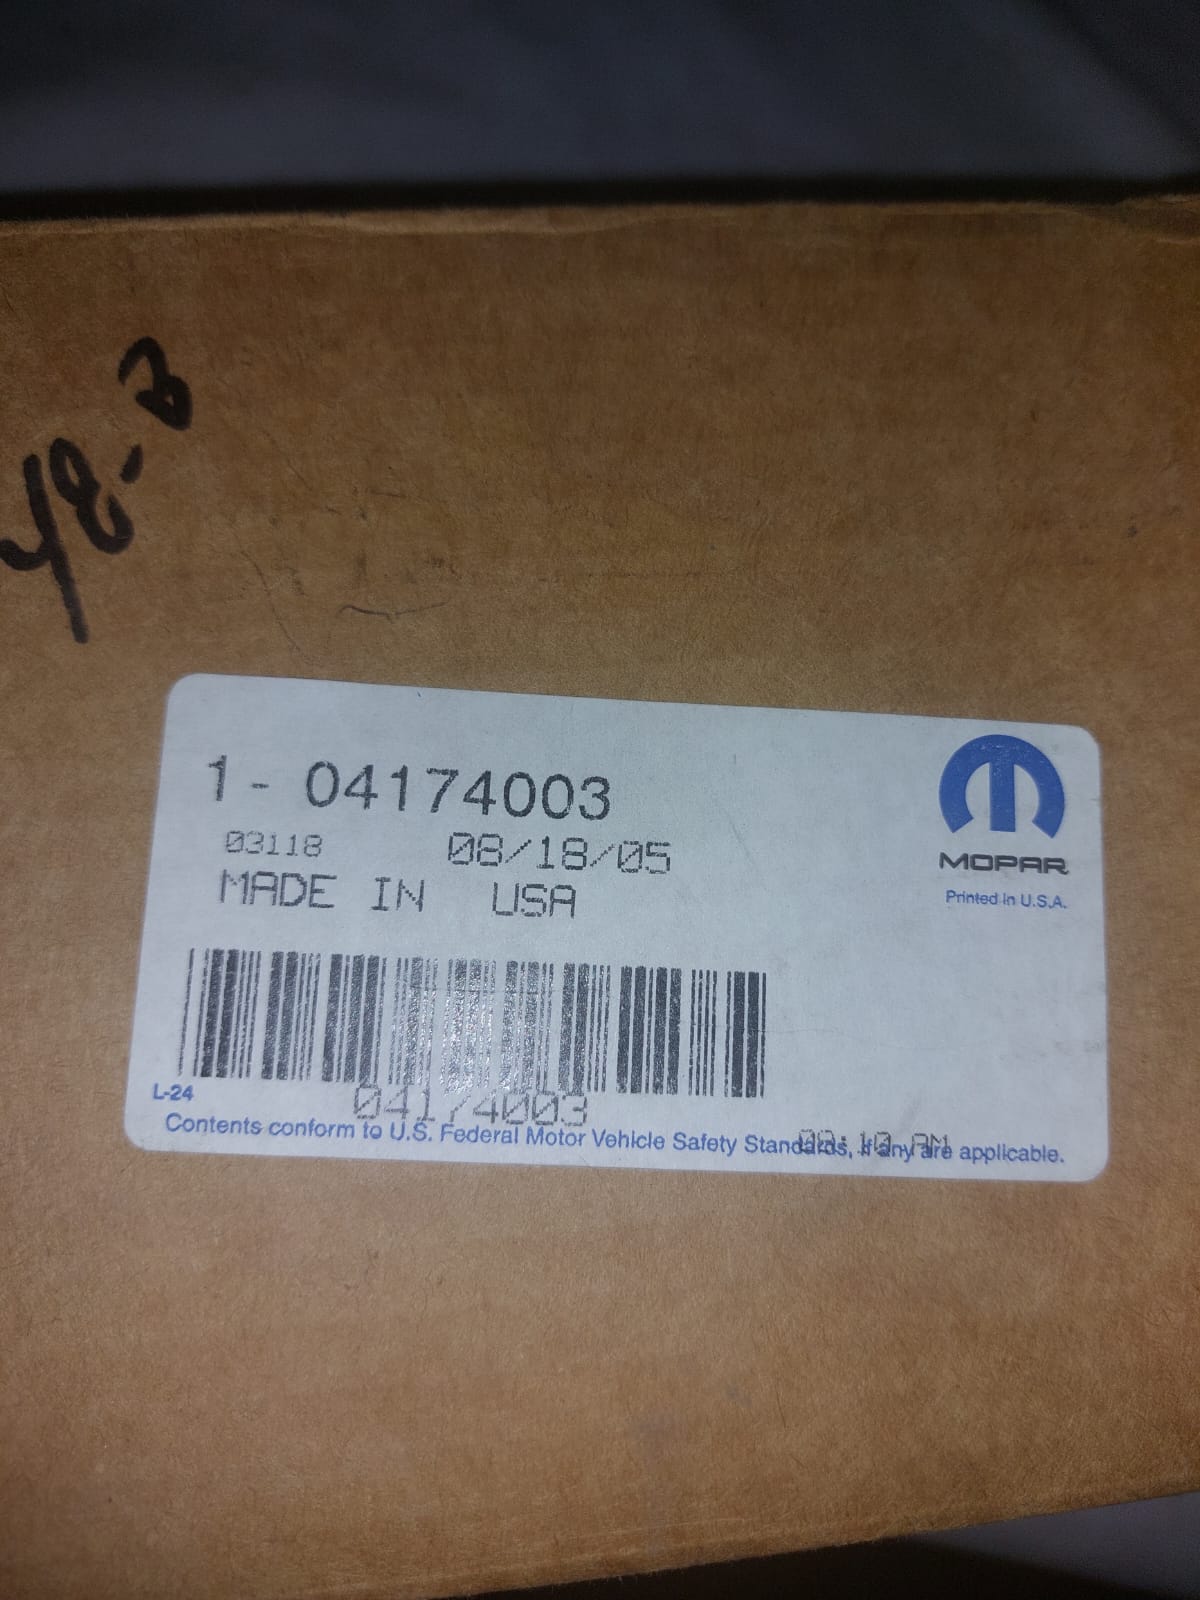 1 - 04174003
03118 08/18/05
MADE IN USA
MOPAR
Printed in U.S.A.
L-24
04174003
Contents conform to U.S. Federal Motor Vehicle Safety Standards, if any are applicable.